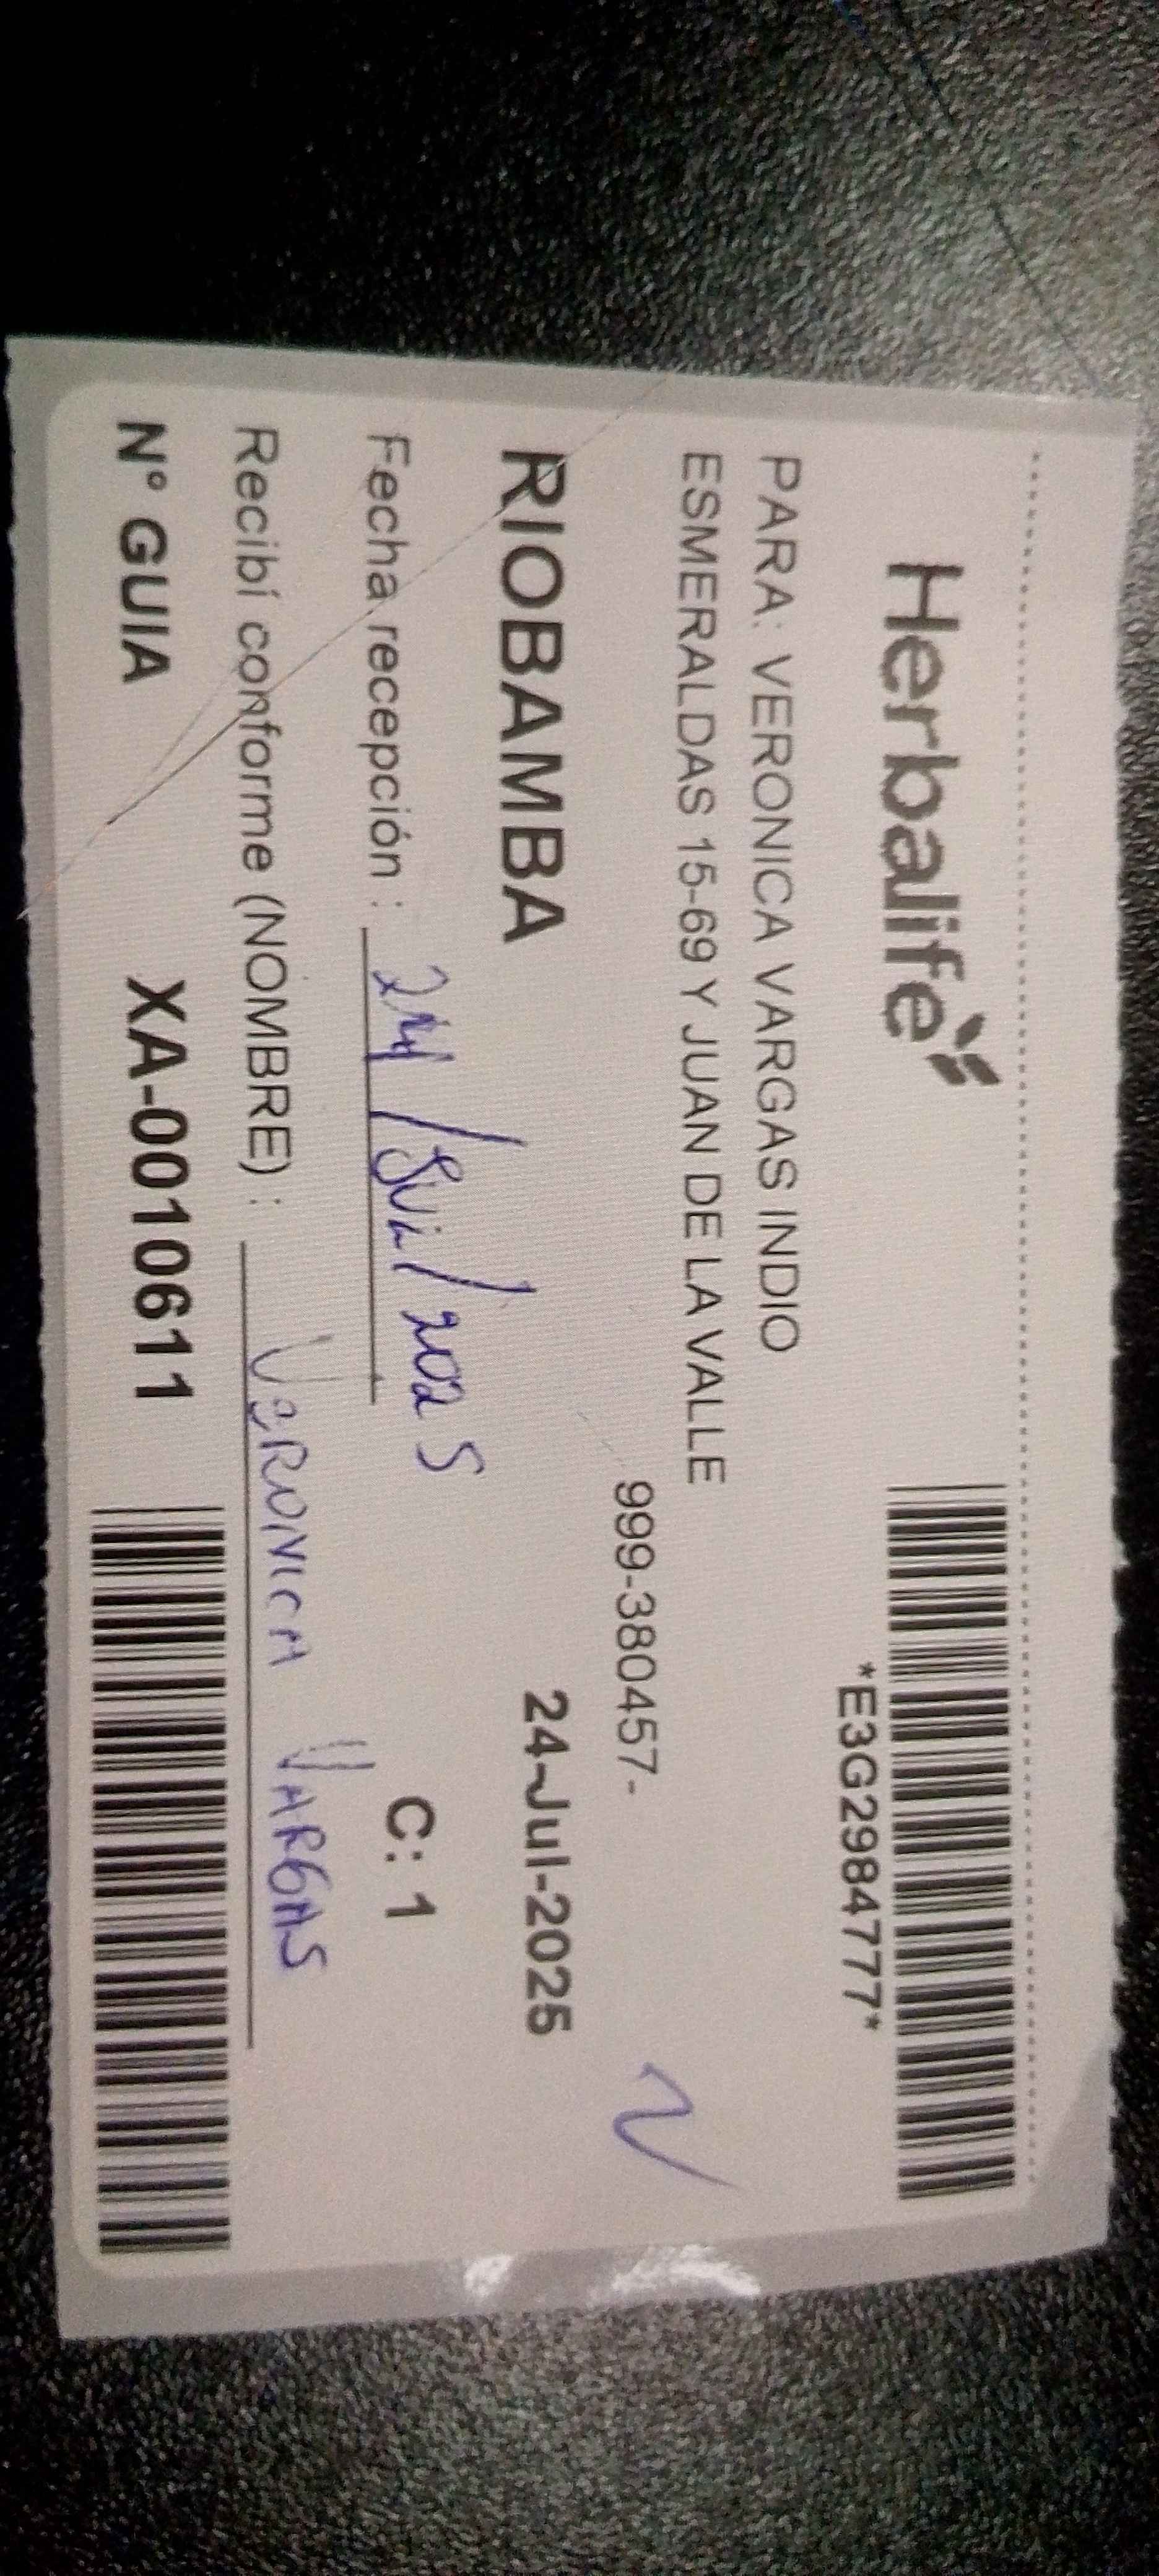 Herbalife
*E3G2984777*
PARA: VERONICA VARGAS INDIO
ESMERALDAS 15-69 Y JUAN DE LA VALLE
999-380457-
RIOBAMBA 24-Jul-2025
Fecha recepción : 24/Jul/2025 C: 1
Recibí conforme (NOMBRE) : VERONICA VARGAS
N° GUIA XA-0010611